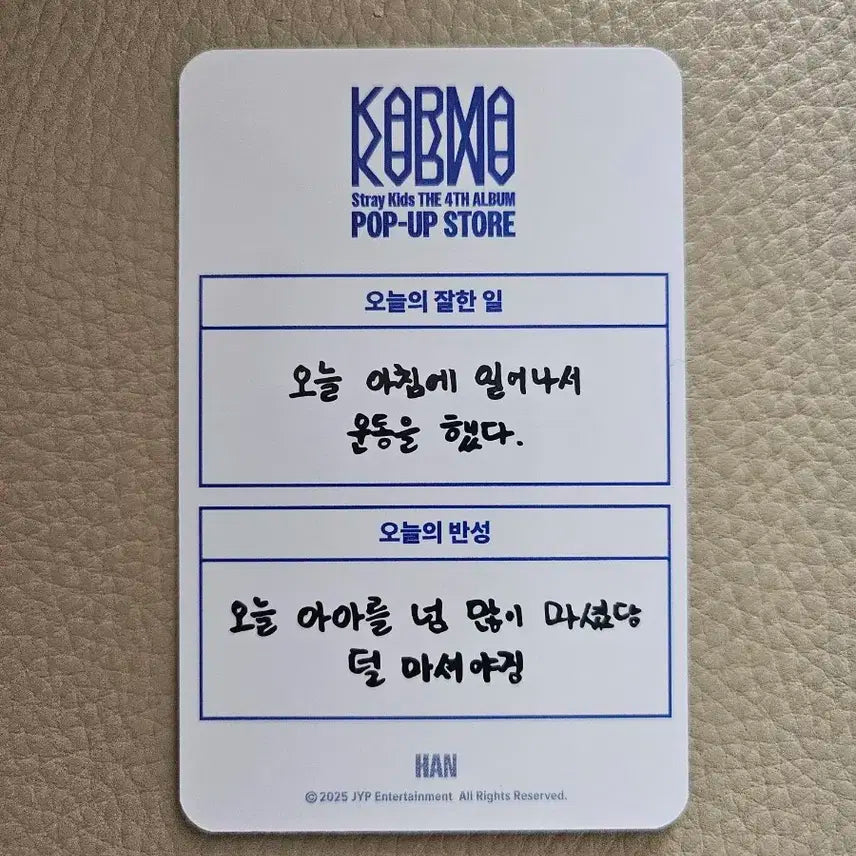 KARMA
Stray Kids THE 4TH ALBUM
POP-UP STORE
오늘의 잘한 일
오늘 아침에 일어나서
운동을 했다.
오늘의 반성
오늘 아아를 넘 많이 마셨당
덜 마셔야징
HAN
© 2025 JYP Entertainment All Rights Reserved.